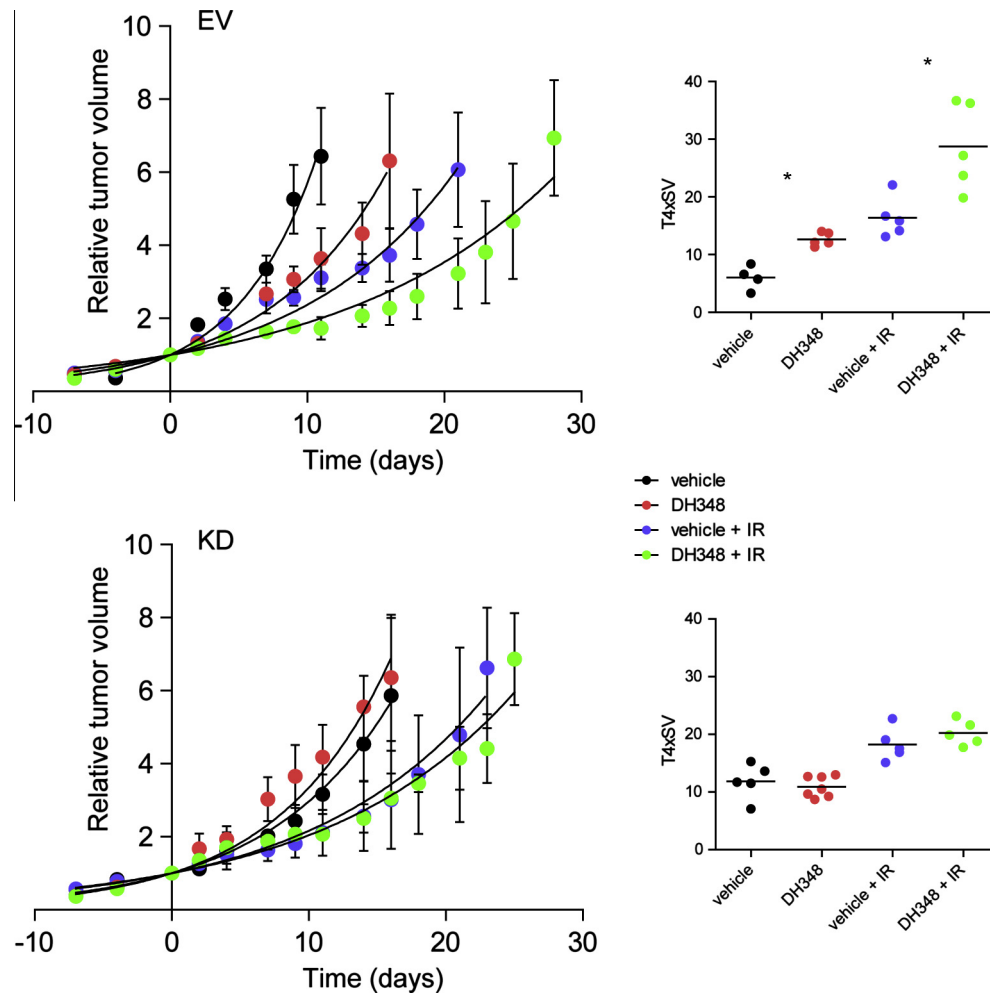 EV
Relative tumor volume
10
8
6
4
2
-10
0
10
20
30
Time (days)
*
*
T4xSV
40
30
20
10
0
vehicle
DH348
vehicle + IR
DH348 + IR
vehicle
DH348
vehicle + IR
DH348 + IR
KD
Relative tumor volume
10
8
6
4
2
-10
0
10
20
30
Time (days)
T4xSV
40
30
20
10
0
vehicle
DH348
vehicle + IR
DH348 + IR